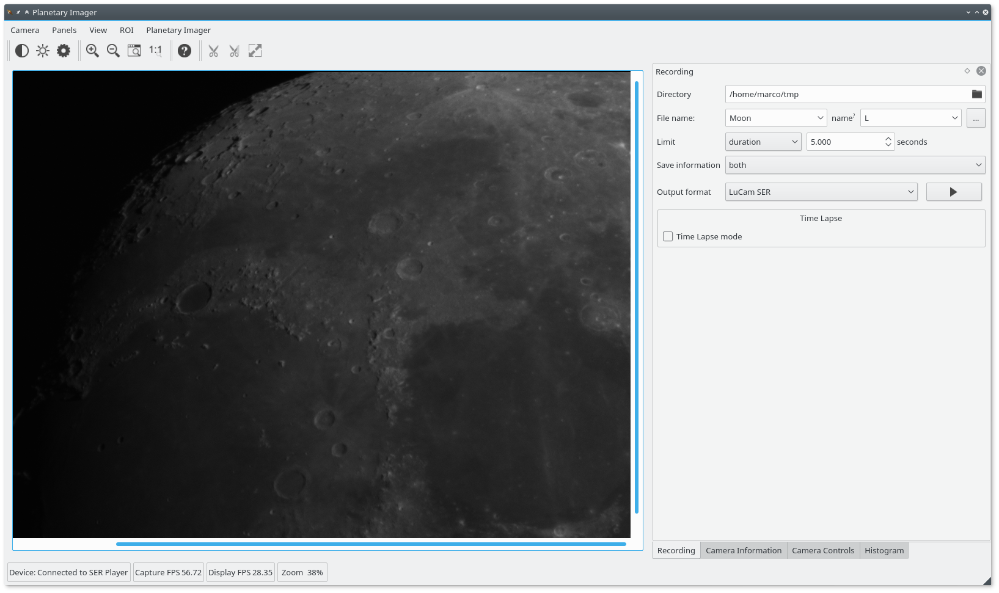 Planetary Imager
Camera Panels View ROI Planetary Imager
1:1 ?
Recording
Directory /home/marco/tmp
File name: Moon name? L ...
Limit duration 5.000 seconds
Save information both
Output format LuCam SER
Time Lapse
Time Lapse mode
Recording Camera Information Camera Controls Histogram
Device: Connected to SER Player Capture FPS 56.72 Display FPS 28.35 Zoom 38%